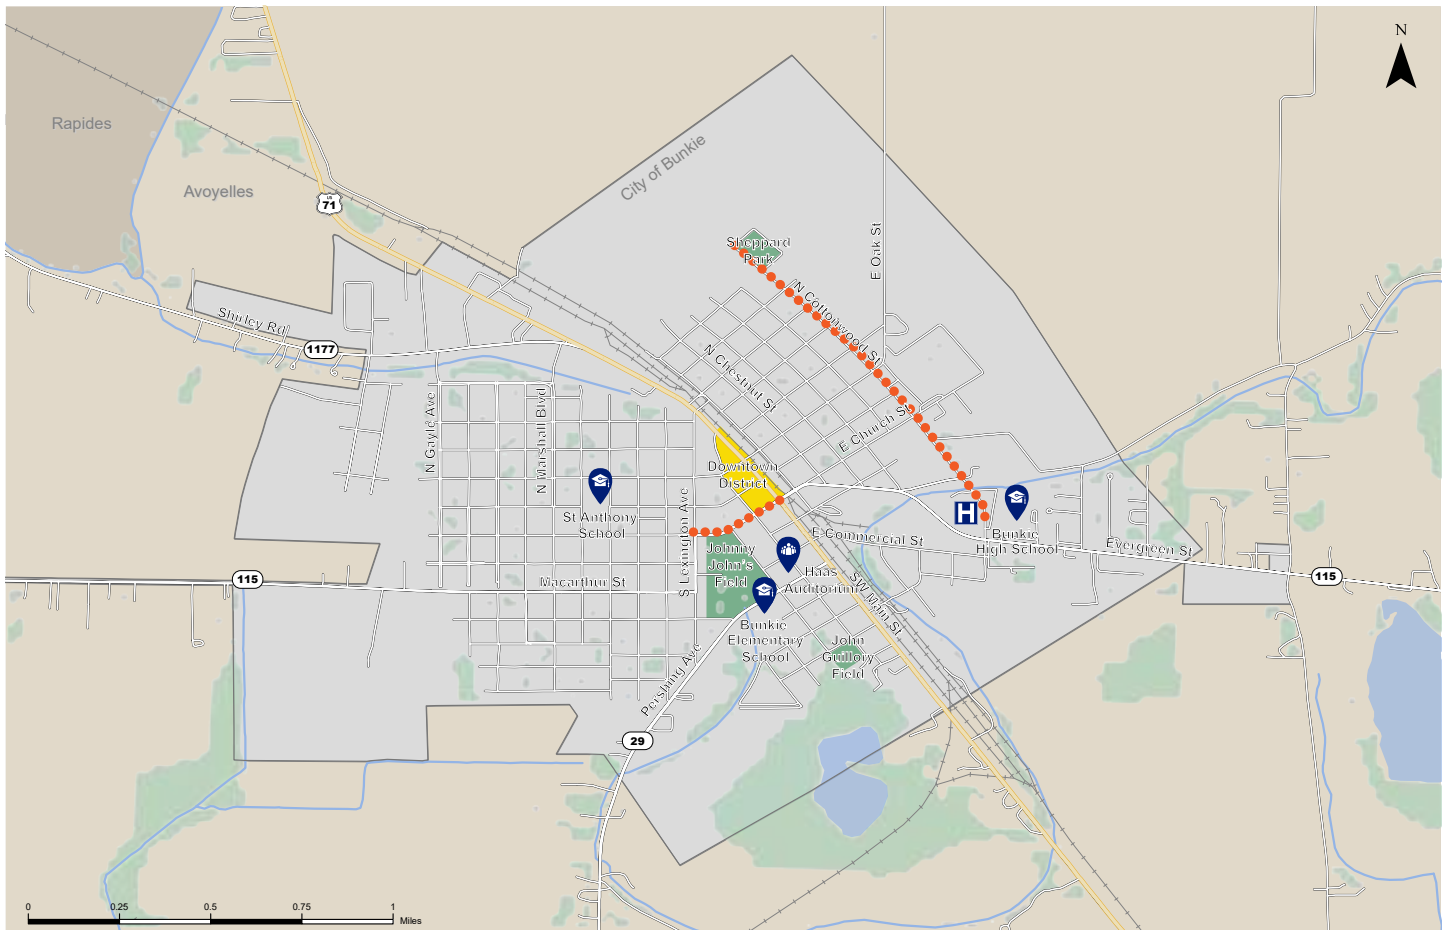 N
Rapides
Avoyelles
US
71
City of Bunkie
Sheppard
Park
E Oak St
N Cottonwood St
Shirley Rd
1177
N Chestnut St
N Gayle Ave
N Marshall Blvd
E Church St
Downtown
District
St Anthony
School
S Lexington Ave
H
Bunkie
High School
E Commercial St
Evergreen St
Johnny
John's
Field
Haas
Auditorium
115
Macarthur St
115
SW Main St
Bunkie
Elementary
School
John
Guillory
Field
Pershing Ave
29
0
0.25
0.5
0.75
1
Miles